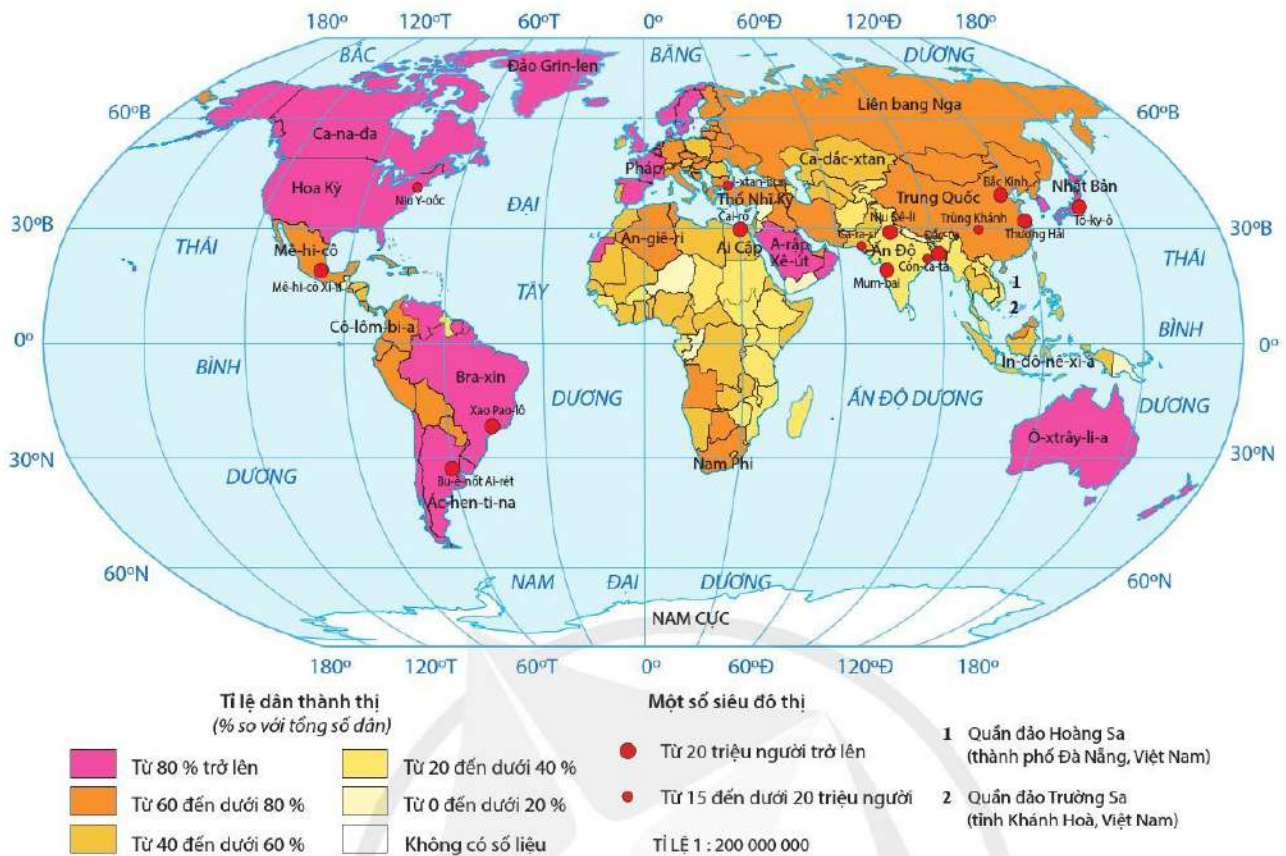 180° 120°T 60°T 0° 60°Đ 120°Đ 180°
BẮC BĂNG DƯƠNG
Đảo Grin-len
60°B 60°B
Liên bang Nga
Ca-na-đa
Ca-dắc-xtan
Pháp
Hoa Kỳ
Niu Y-oóc
ĐẠI
Thổ Nhĩ Kỳ
Trung Quốc
Bắc Kinh
Nhật Bản
Tô-ky-ô
30°B 30°B
Cai-rô
Niu Đê-li
Trùng Khánh
Thượng Hải
THÁI
Mê-hi-cô
An-giê-ri
Ai Cập
A-rập
Xê-út
Ca-ra-si
Ấn Độ
Đắc-ca
THÁI
Mê-hi-cô Xi-ti
TÂY
Mum-bai
Côn-ca-ta
1
2
Cô-lôm-bi-a
BÌNH
0° 0°
BÌNH
In-đô-nê-xi-a
Bra-xin
DƯƠNG
ẤN ĐỘ DƯƠNG
DƯƠNG
Xao Pao-lô
Ô-xtrây-li-a
30°N 30°N
Nam Phi
DƯƠNG
Bu-ê-nốt Ai-rét
Ác-hen-ti-na
60°N 60°N
NAM ĐẠI DƯƠNG
NAM CỰC
180° 120°T 60°T 0° 60°Đ 120°Đ 180°
Tỉ lệ dân thành thị
(% so với tổng số dân)
Từ 80 % trở lên
Từ 60 đến dưới 80 %
Từ 40 đến dưới 60 %
Từ 20 đến dưới 40 %
Từ 0 đến dưới 20 %
Không có số liệu
Một số siêu đô thị
Từ 20 triệu người trở lên
Từ 15 đến dưới 20 triệu người
TỈ LỆ 1 : 200 000 000
1 Quần đảo Hoàng Sa
(thành phố Đà Nẵng, Việt Nam)
2 Quần đảo Trường Sa
(tỉnh Khánh Hoà, Việt Nam)